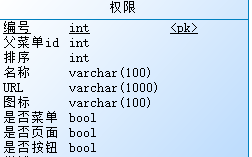 权限
编号 int <pk>
父菜单id int
排序 int
名称 varchar(100)
URL varchar(1000)
图标 varchar(100)
是否菜单 bool
是否页面 bool
是否按钮 bool